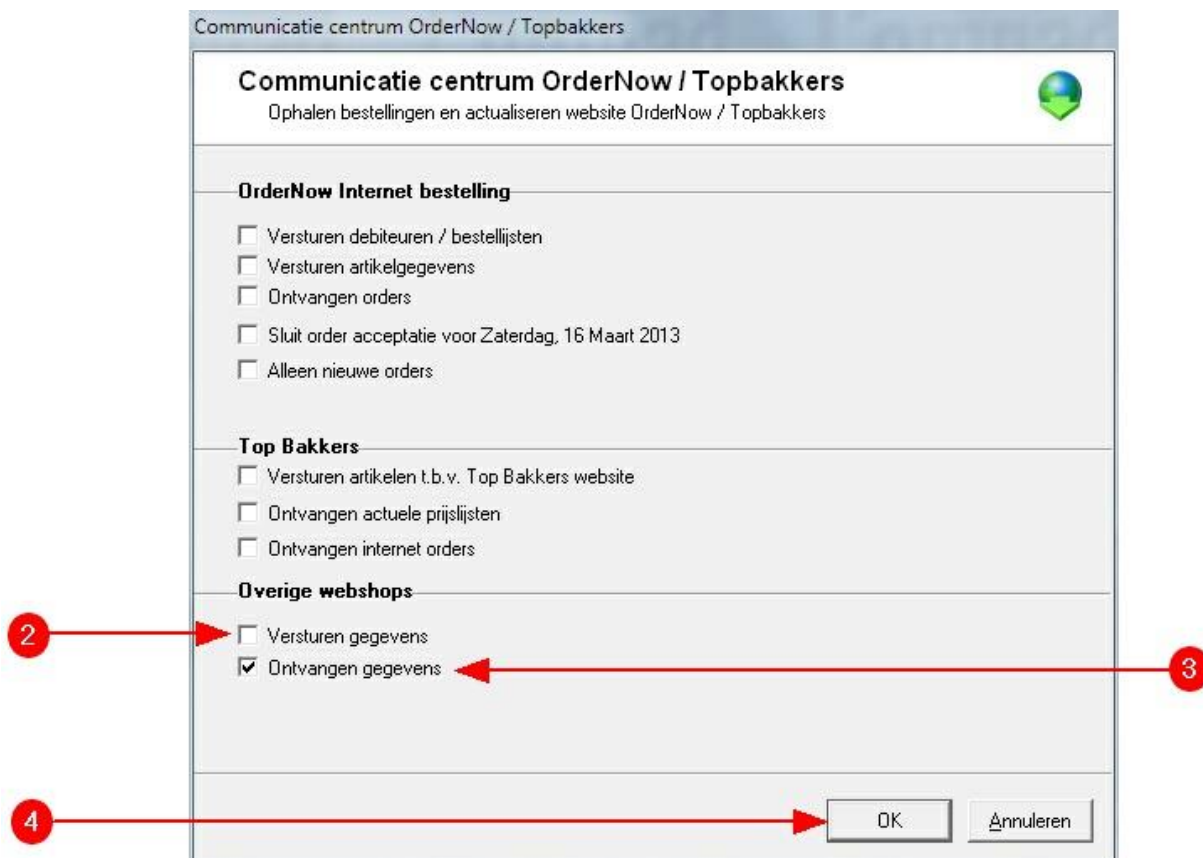 Communicatie centrum OrderNow / Topbakkers
Communicatie centrum OrderNow / Topbakkers
Ophalen bestellingen en actualiseren website OrderNow / Topbakkers
OrderNow Internet bestelling
Versturen debiteuren / bestellijsten
Versturen artikelgegevens
Ontvangen orders
Sluit order acceptatie voor Zaterdag, 16 Maart 2013
Alleen nieuwe orders
Top Bakkers
Versturen artikelen t.b.v. Top Bakkers website
Ontvangen actuele prijslijsten
Ontvangen internet orders
Overige webshops
2 Versturen gegevens
Ontvangen gegevens 3
4 OK Annuleren